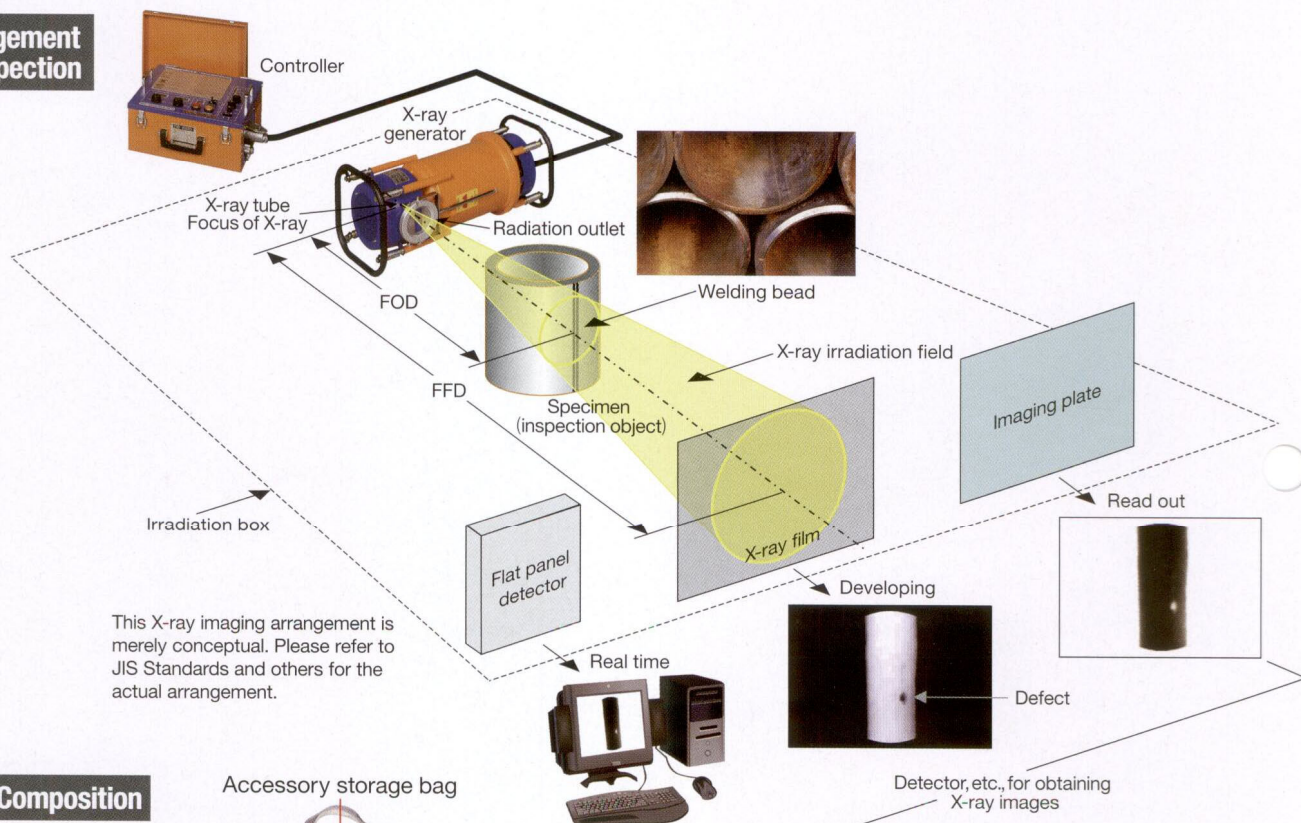 gement
pection
Controller
X-ray
generator
X-ray tube
Focus of X-ray
Radiation outlet
FOD
Welding bead
FFD
X-ray irradiation field
Specimen
(inspection object)
Imaging plate
Irradiation box
Read out
X-ray film
Flat panel
detector
Developing
This X-ray imaging arrangement is
merely conceptual. Please refer to
JIS Standards and others for the
actual arrangement.
Real time
Defect
Detector, etc., for obtaining
X-ray images
Composition
Accessory storage bag